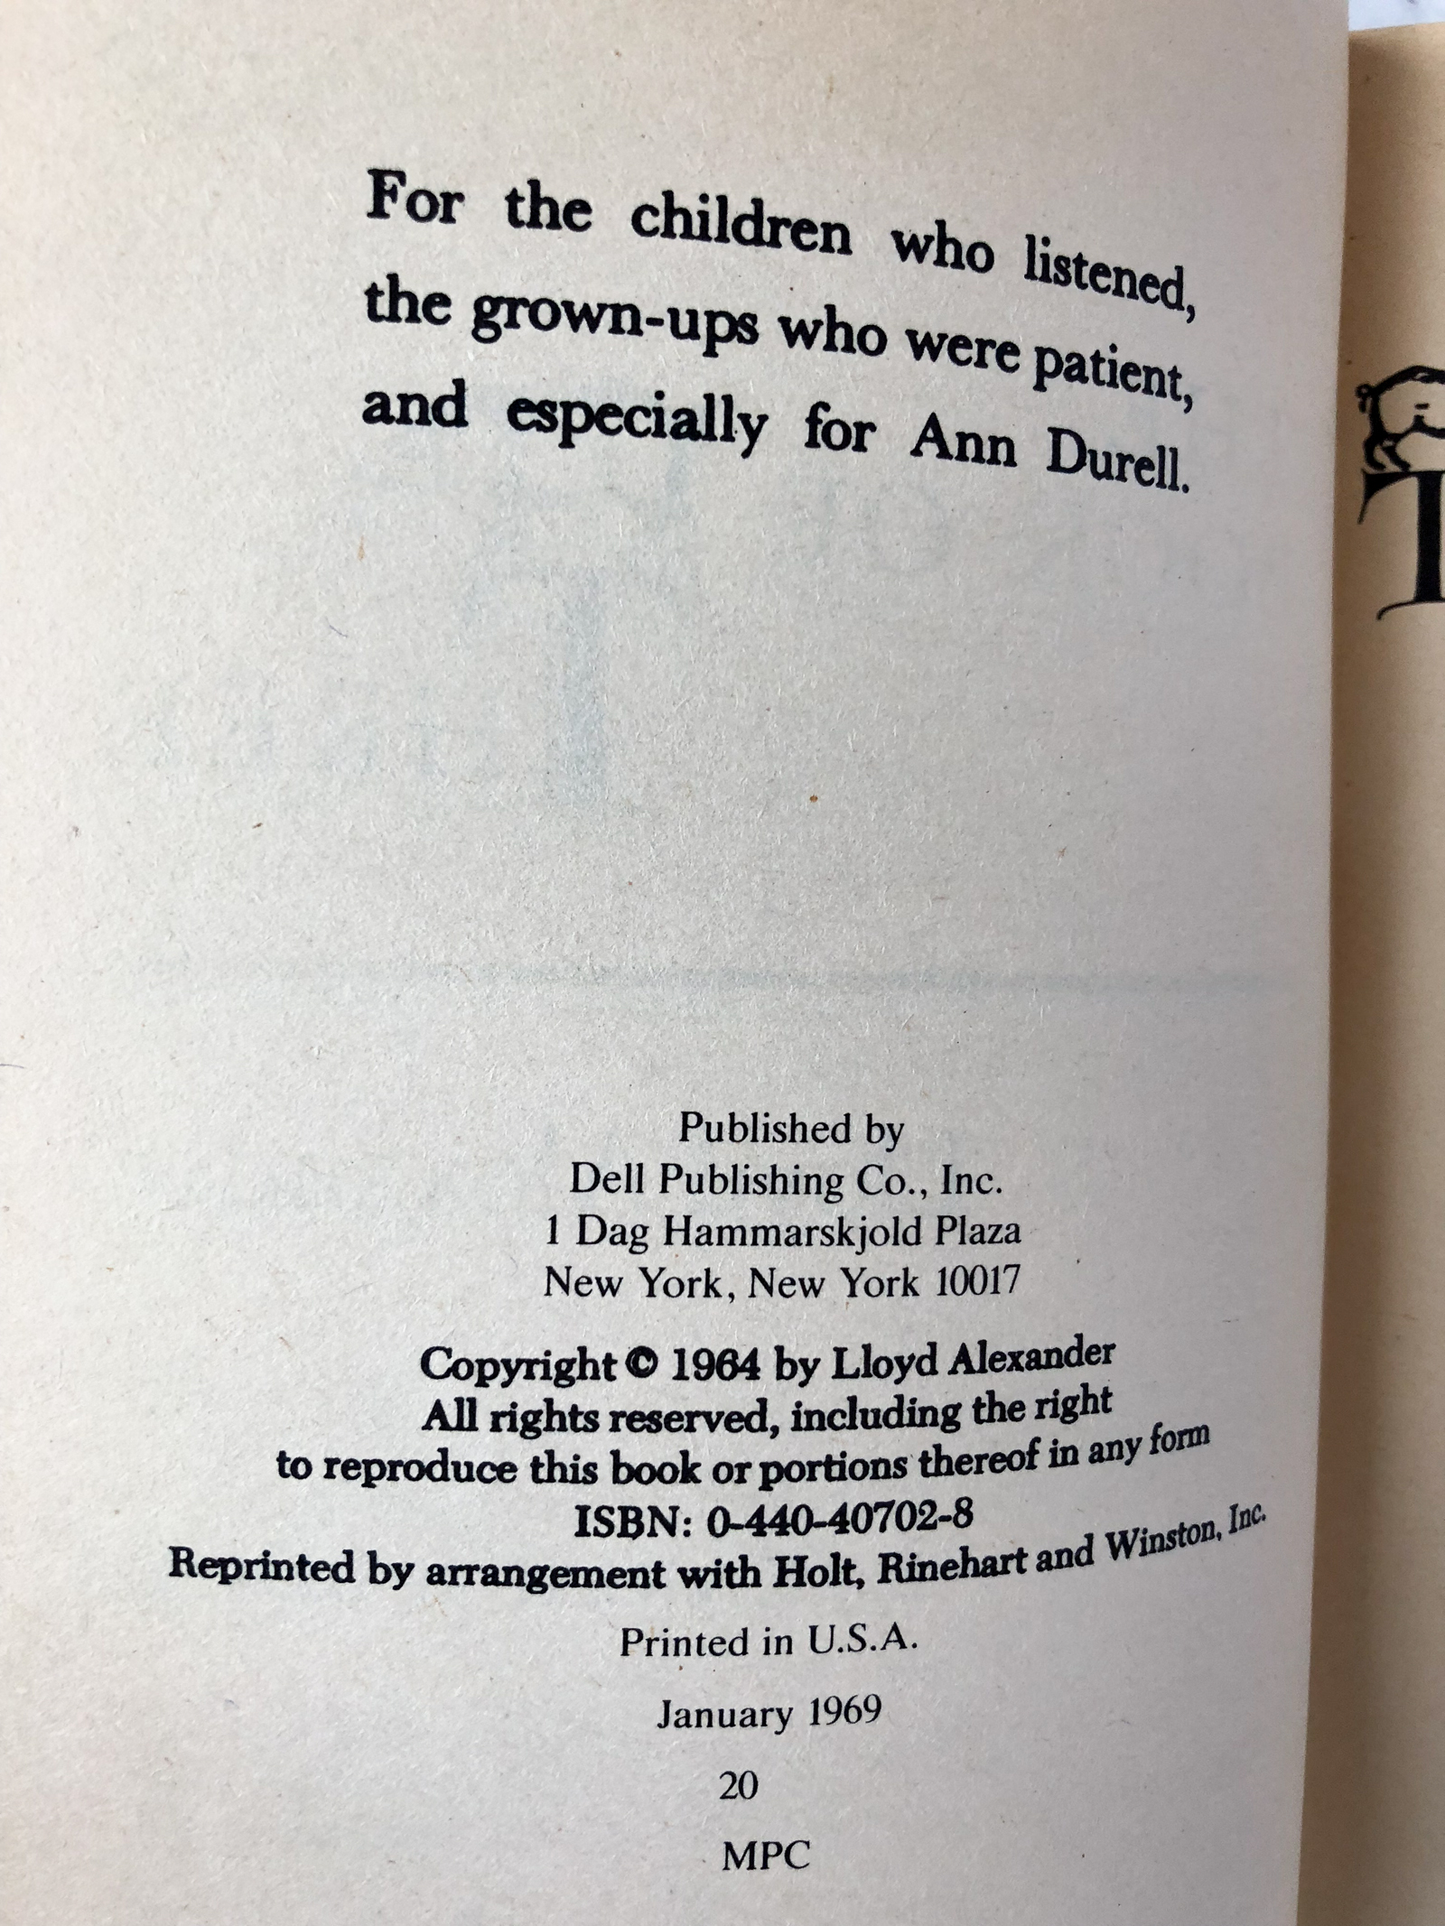 For the children who listened,
the grown-ups who were patient,
and especially for Ann Durell.
Published by
Dell Publishing Co., Inc.
1 Dag Hammarskjold Plaza
New York, New York 10017
Copyright © 1964 by Lloyd Alexander
All rights reserved, including the right
to reproduce this book or portions thereof in any form
ISBN: 0-440-40702-8
Reprinted by arrangement with Holt, Rinehart and Winston, Inc.
Printed in U.S.A.
January 1969
20
MPC
T